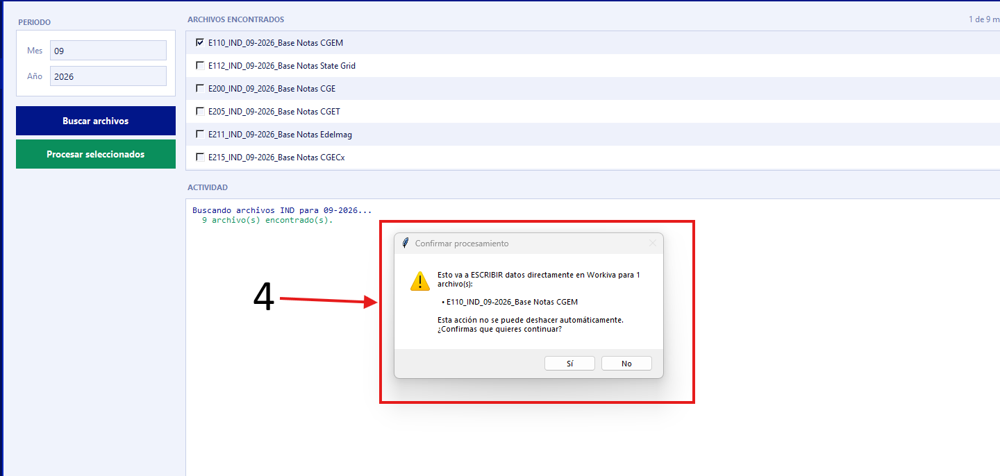 PERIODO
Mes 09
Año 2026
Buscar archivos
Procesar seleccionados
ARCHIVOS ENCONTRADOS
1 de 9 m
E110_IND_09-2026_Base Notas CGEM
E112_IND_09-2026_Base Notas State Grid
E200_IND_09_2026_Base Notas CGE
E205_IND_09-2026_Base Notas CGET
E211_IND_09-2026_Base Notas Edelmag
E215_IND_09-2026_Base Notas CGECx
ACTIVIDAD
Buscando archivos IND para 09-2026...
9 archivo(s) encontrado(s).
4
Confirmar procesamiento
Esto va a ESCRIBIR datos directamente en Workiva para 1
archivo(s):
• E110_IND_09-2026_Base Notas CGEM
Esta acción no se puede deshacer automáticamente.
¿Confirmas que quieres continuar?
Sí
No